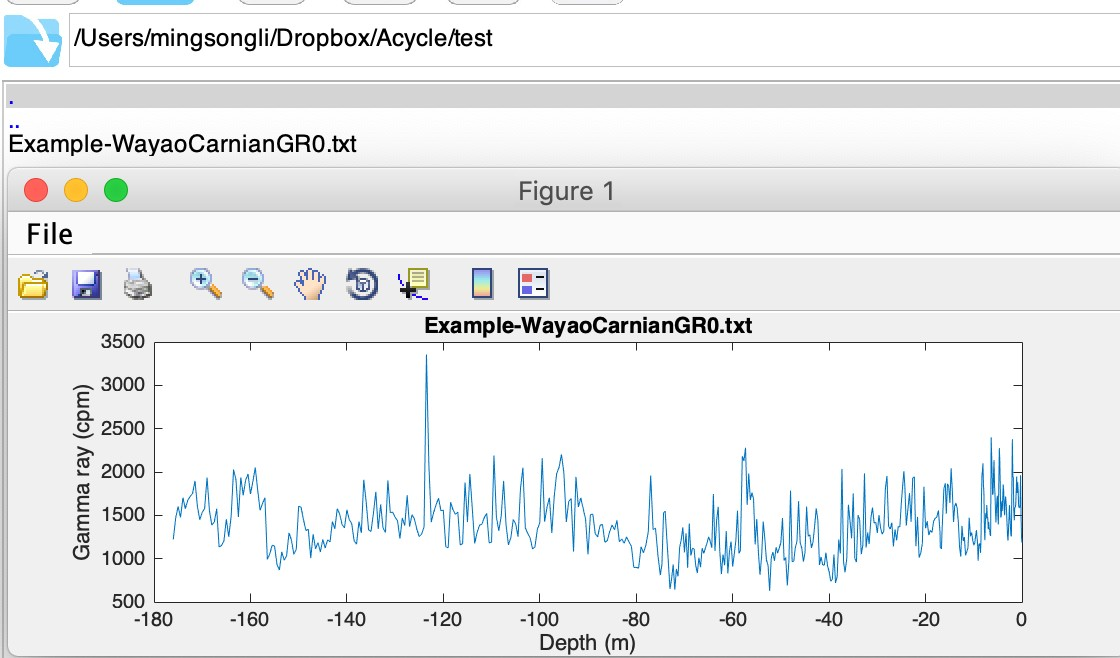 /Users/mingsongli/Dropbox/Acycle/test
.
..
Example-WayaoCarnianGR0.txt
Figure 1
File
Example-WayaoCarnianGR0.txt
3500
3000
2500
2000
1500
1000
500
Gamma ray (cpm)
-180 -160 -140 -120 -100 -80 -60 -40 -20 0
Depth (m)